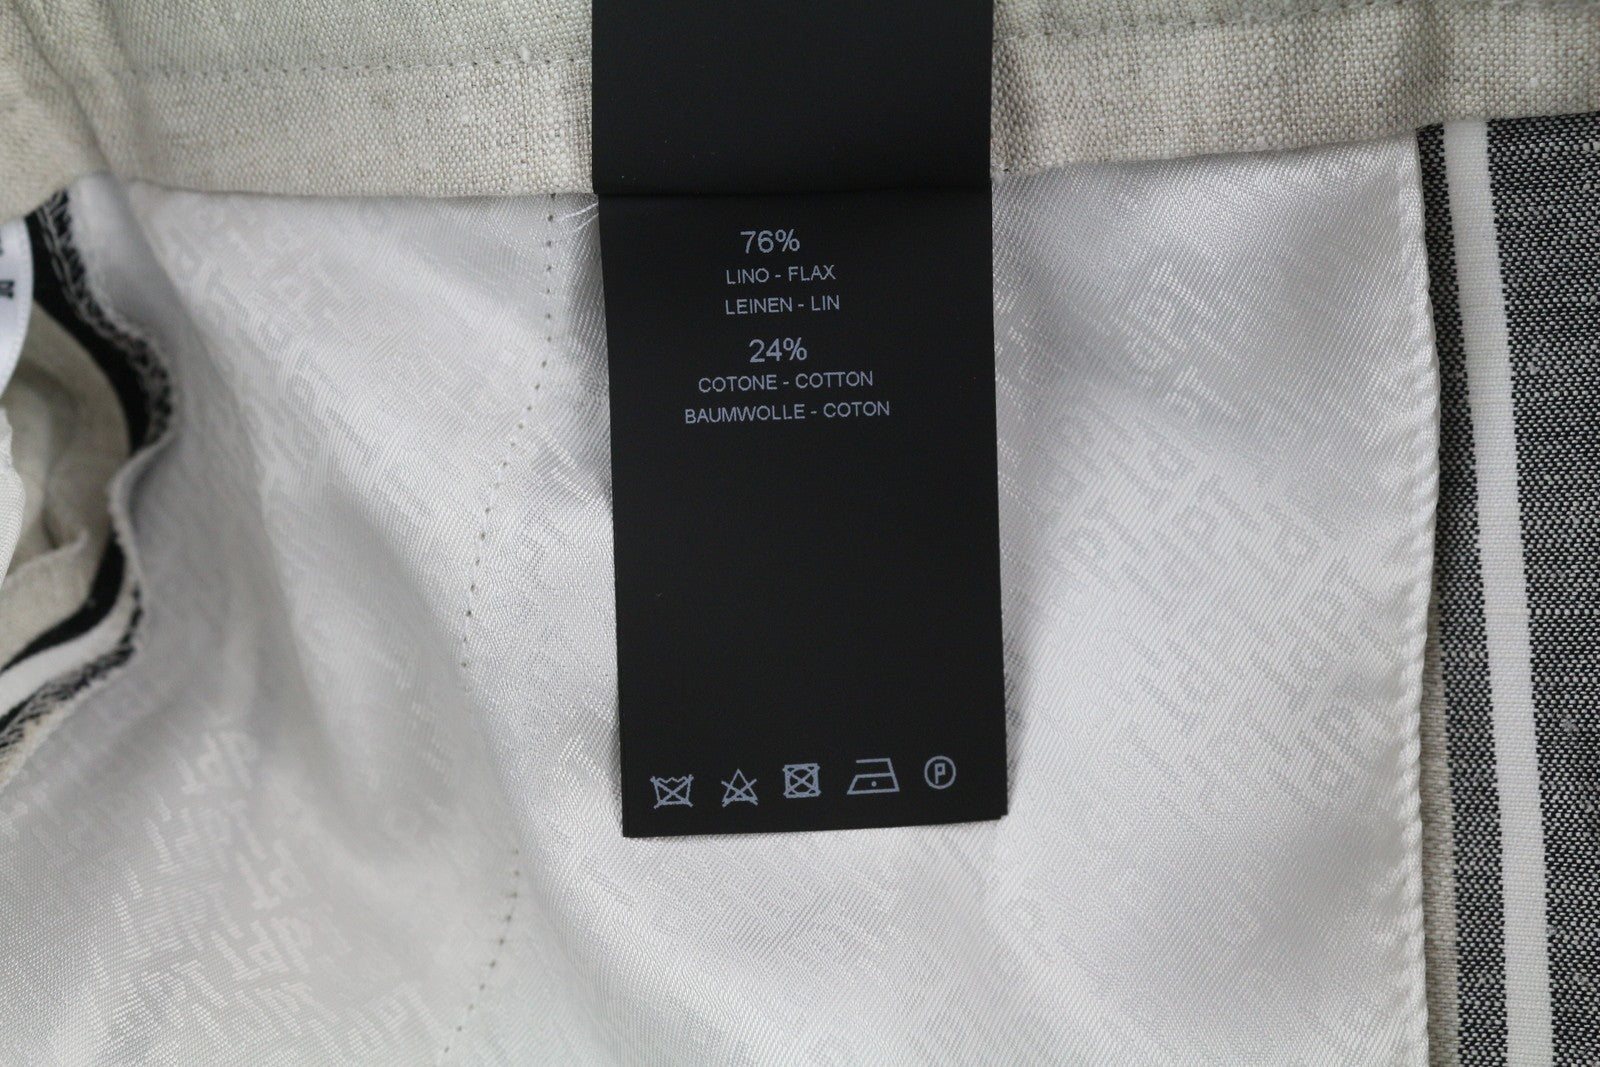 76%
LINO - FLAX
LEINEN - LIN
24%
COTONE - COTTON
BAUMWOLLE - COTON
P